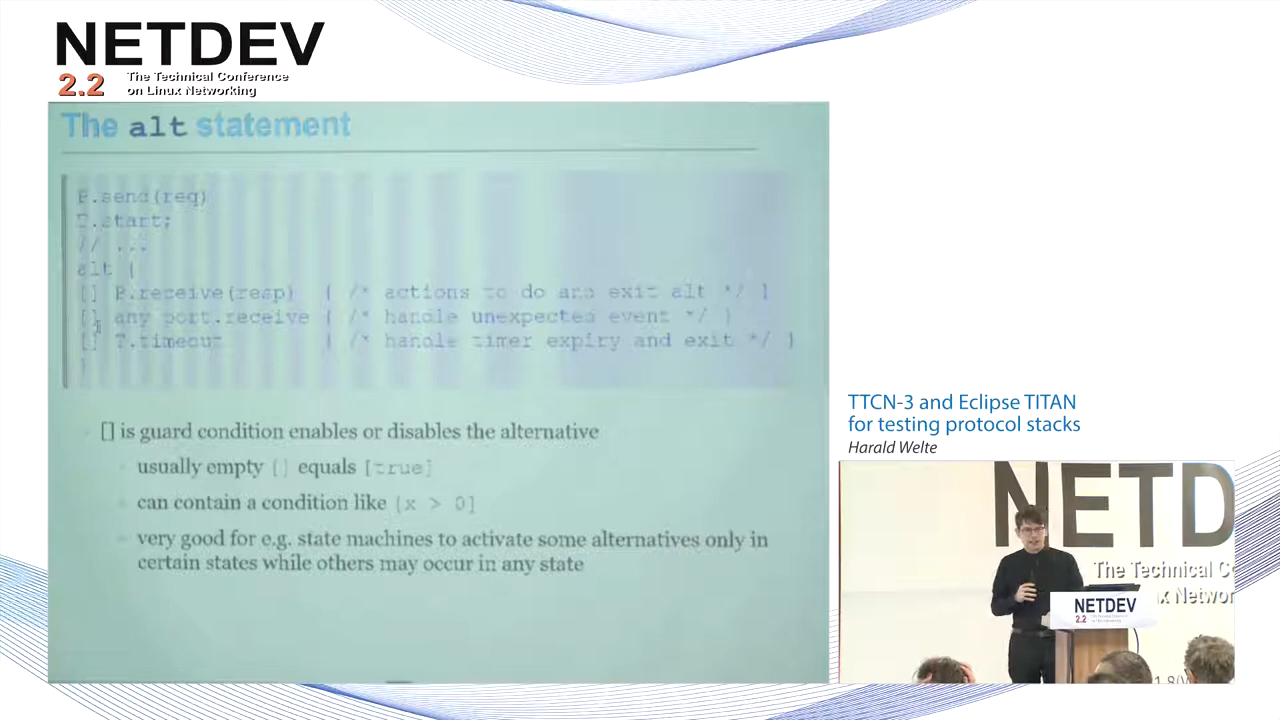 NETDEV
2.2 The Technical Conference
on Linux Networking
The alt statement
P.send(req)
T.start;
// ...
alt {
[] P.receive(resp) { /* actions to do and exit alt */ }
[] any port.receive { /* handle unexpected event */ }
[] T.timeout { /* handle timer expiry and exit */ }
}
[] is guard condition enables or disables the alternative
usually empty [] equals [true]
can contain a condition like [x > 0]
very good for e.g. state machines to activate some alternatives only in
certain states while others may occur in any state
TTCN-3 and Eclipse TITAN
for testing protocol stacks
Harald Welte
NETD
The Technical C
x Networ
NETDEV
2.2